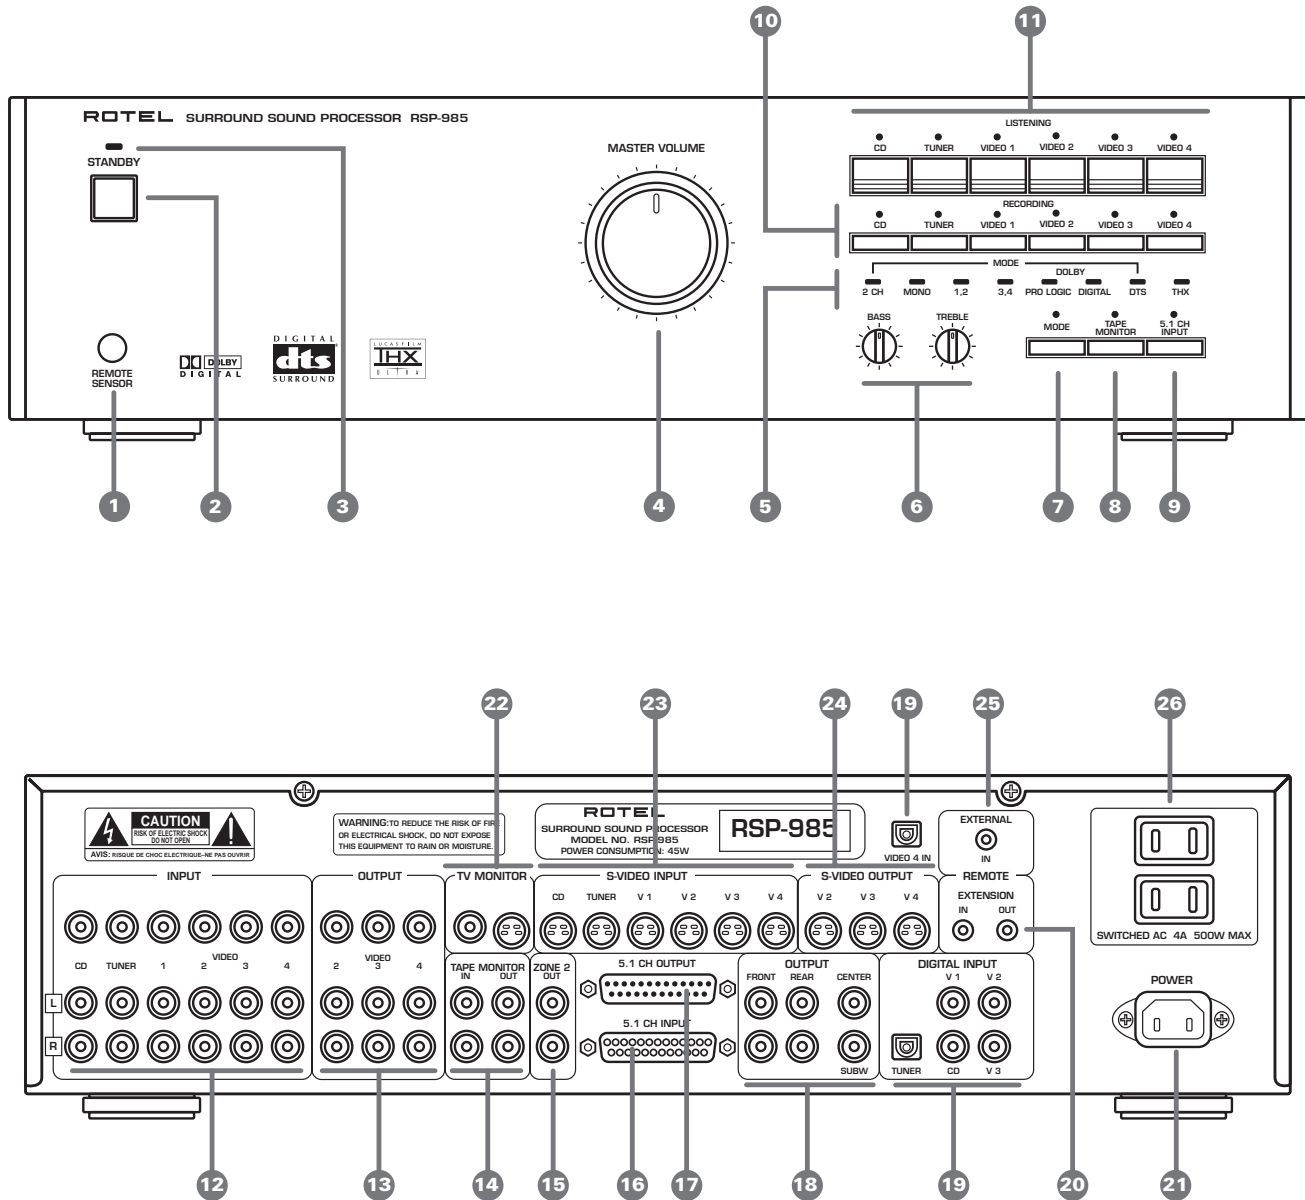 10 11
ROTEL SURROUND SOUND PROCESSOR RSP-985
LISTENING
STANDBY
MASTER VOLUME
CD TUNER VIDEO 1 VIDEO 2 VIDEO 3 VIDEO 4
RECORDING
CD TUNER VIDEO 1 VIDEO 2 VIDEO 3 VIDEO 4
MODE
DOLBY
2 CH MONO 1,2 3,4 PRO LOGIC DIGITAL DTS THX
BASS TREBLE
MODE TAPE MONITOR 5.1 CH INPUT
REMOTE SENSOR
DOLBY
DIGITAL
DIGITAL
dts
SURROUND
LUCASFILM
THX
ULTRA
1 2 3 4 5 6 7 8 9
22 23 24 19 25 26
CAUTION
RISK OF ELECTRIC SHOCK
DO NOT OPEN
AVIS: RISQUE DE CHOC ELECTRIQUE-NE PAS OUVRIR
WARNING: TO REDUCE THE RISK OF FIRE
OR ELECTRICAL SHOCK, DO NOT EXPOSE
THIS EQUIPMENT TO RAIN OR MOISTURE.
ROTEL
SURROUND SOUND PROCESSOR
MODEL NO. RSP-985
POWER CONSUMPTION: 45W
RSP-985
VIDEO 4 IN
EXTERNAL
IN
INPUT OUTPUT TV MONITOR S-VIDEO INPUT S-VIDEO OUTPUT REMOTE
EXTENSION
IN OUT
CD TUNER V 1 V 2 V 3 V 4
V 2 V 3 V 4
SWITCHED AC 4A 500W MAX
VIDEO
CD TUNER 1 2 3 4
VIDEO
2 3 4
TAPE MONITOR
IN OUT
ZONE 2
OUT
5.1 CH OUTPUT
5.1 CH INPUT
OUTPUT
FRONT REAR CENTER
SUBW
DIGITAL INPUT
V 1 V 2
TUNER CD V 3
POWER
L
R
12 13 14 15 16 17 18 19 20 21